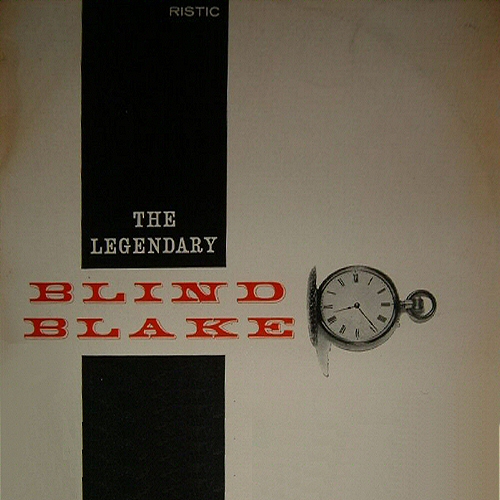 RISTIC
THE
LEGENDARY
BLIND
BLAKE